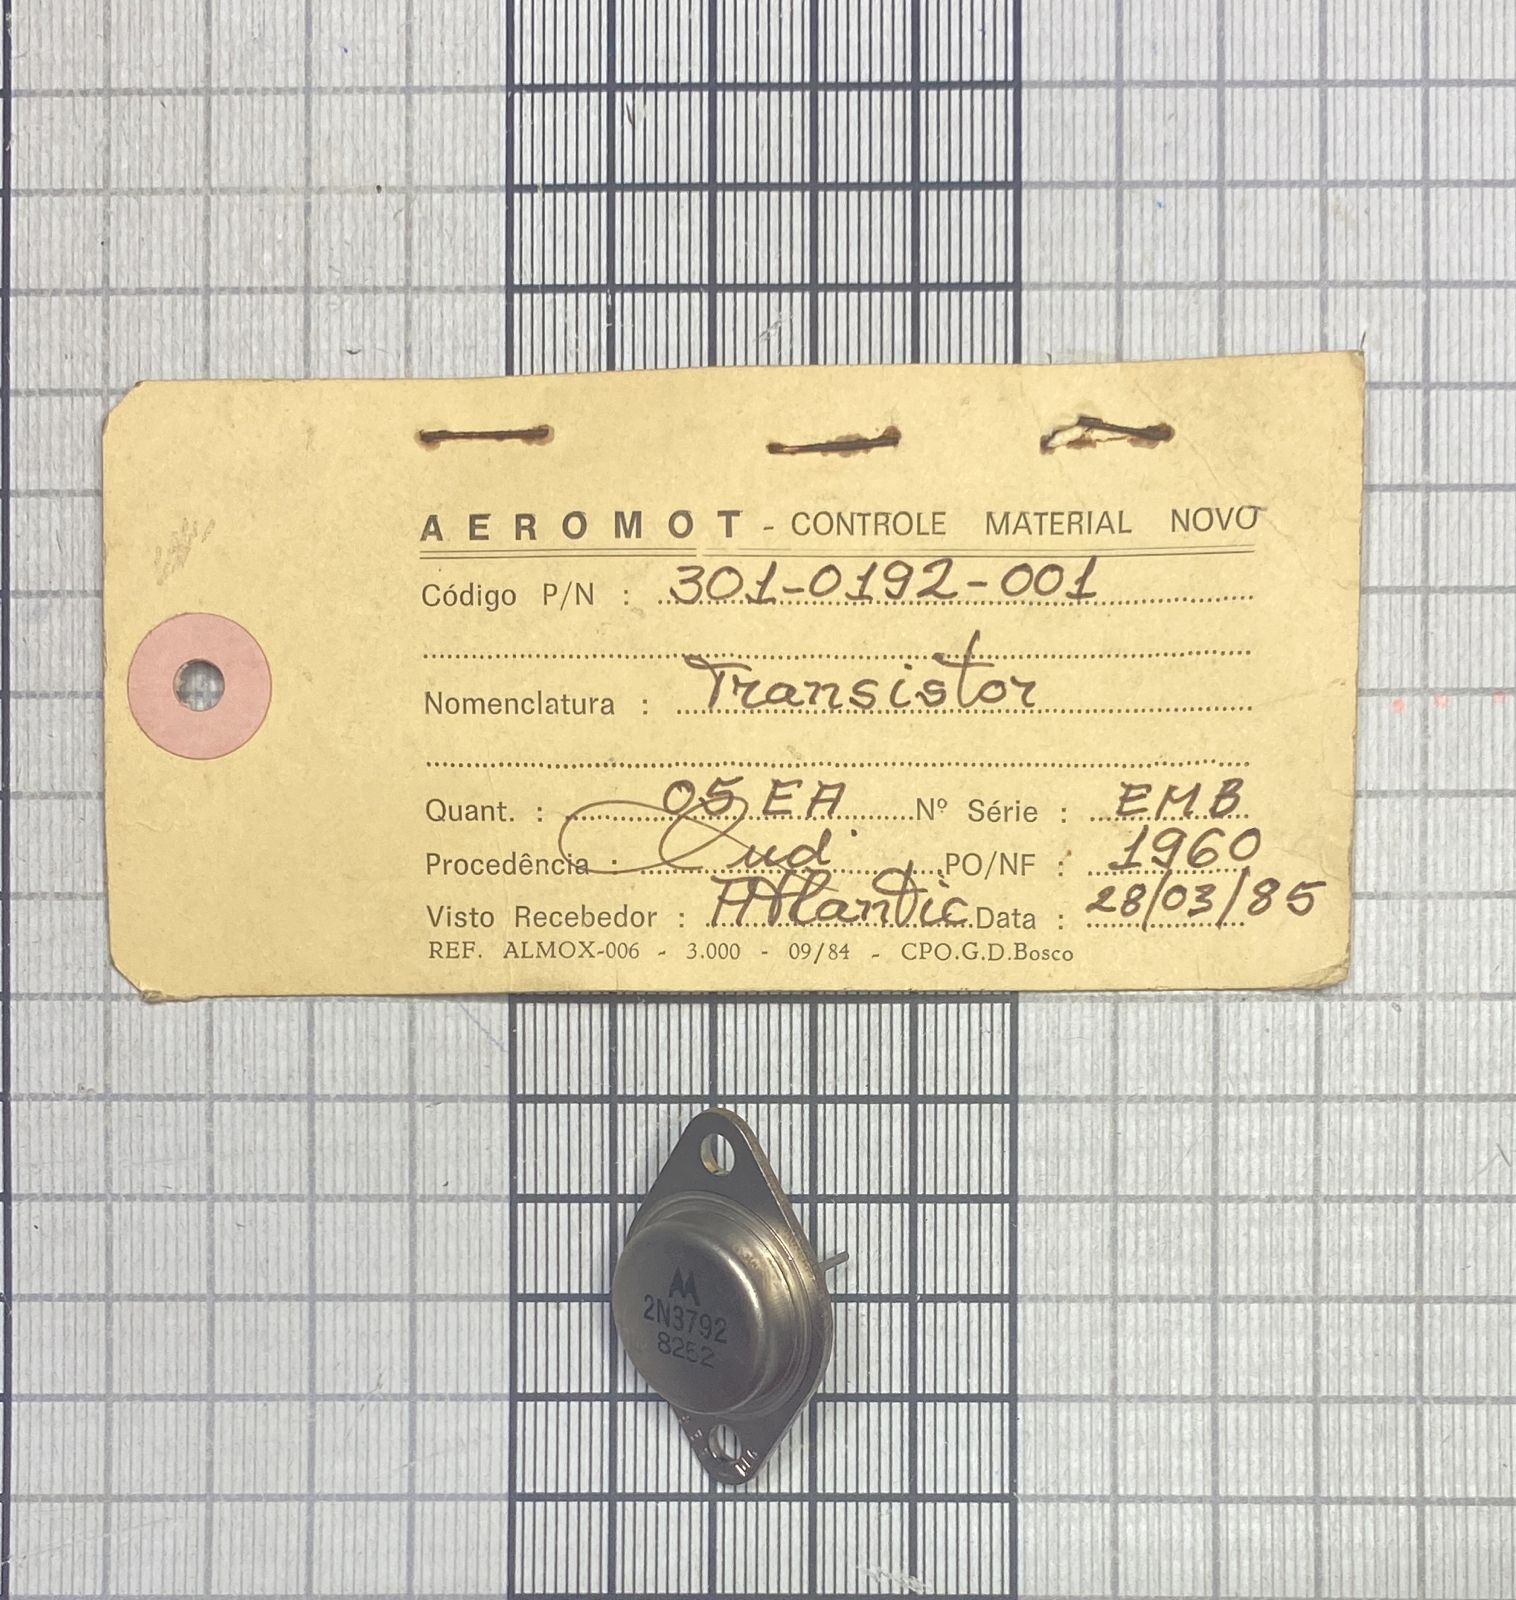 AEROMOT - CONTROLE MATERIAL NOVO
Código P/N : 301-0192-001
Nomenclatura : Transistor
Quant. : 05 EA Nº Série : EMB
Procedência : PO/NF : 1960
Visto Recebedor : Atlantic Data : 28/03/85
REF. ALMOX-006 - 3.000 - 09/84 - CPO.G.D.Bosco
2N3792
8252